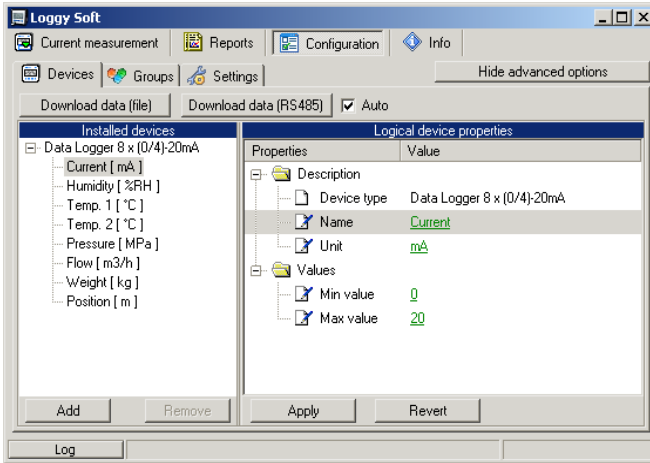 Loggy Soft
Current measurement Reports Configuration Info
Devices Groups Settings Hide advanced options
Download data (file) Download data (RS485) Auto
Installed devices Logical device properties
Data Logger 8 x (0/4)-20mA
Current [ mA ]
Humidity [ %RH ]
Temp. 1 [ °C ]
Temp. 2 [ °C ]
Pressure [ MPa ]
Flow [ m3/h ]
Weight [ kg ]
Position [ m ]
Properties Value
Description
Device type Data Logger 8 x (0/4)-20mA
Name Current
Unit mA
Values
Min value 0
Max value 20
Add Remove Apply Revert
Log